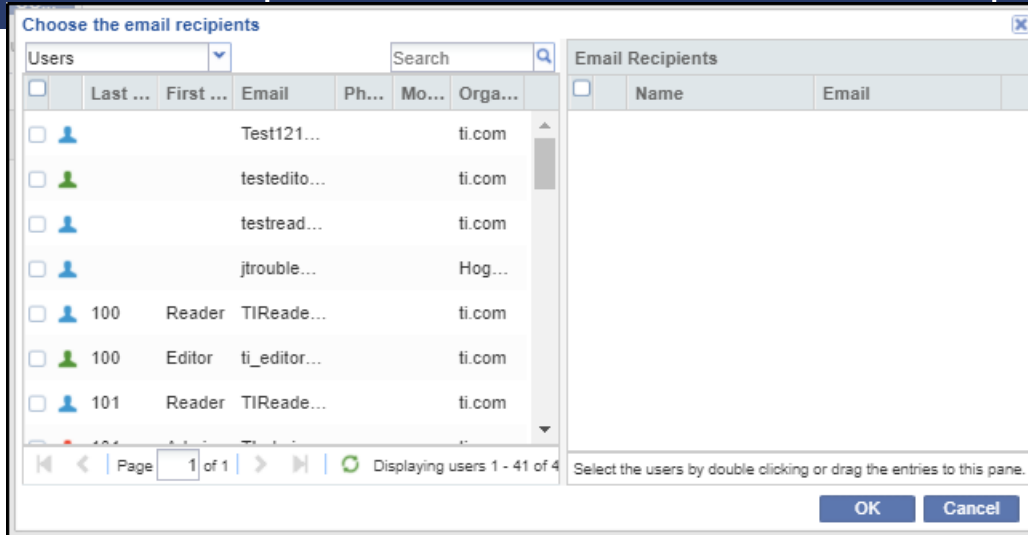 Choose the email recipients
Users
Search
Last ... First ... Email Ph... Mo... Orga...
Test121... ti.com
testedito... ti.com
testread... ti.com
jtrouble... Hog...
100 Reader TIReade... ti.com
100 Editor ti_editor... ti.com
101 Reader TIReade... ti.com
Page 1 of 1 Displaying users 1 - 41 of 4
Email Recipients
Name Email
Select the users by double clicking or drag the entries to this pane.
OK Cancel